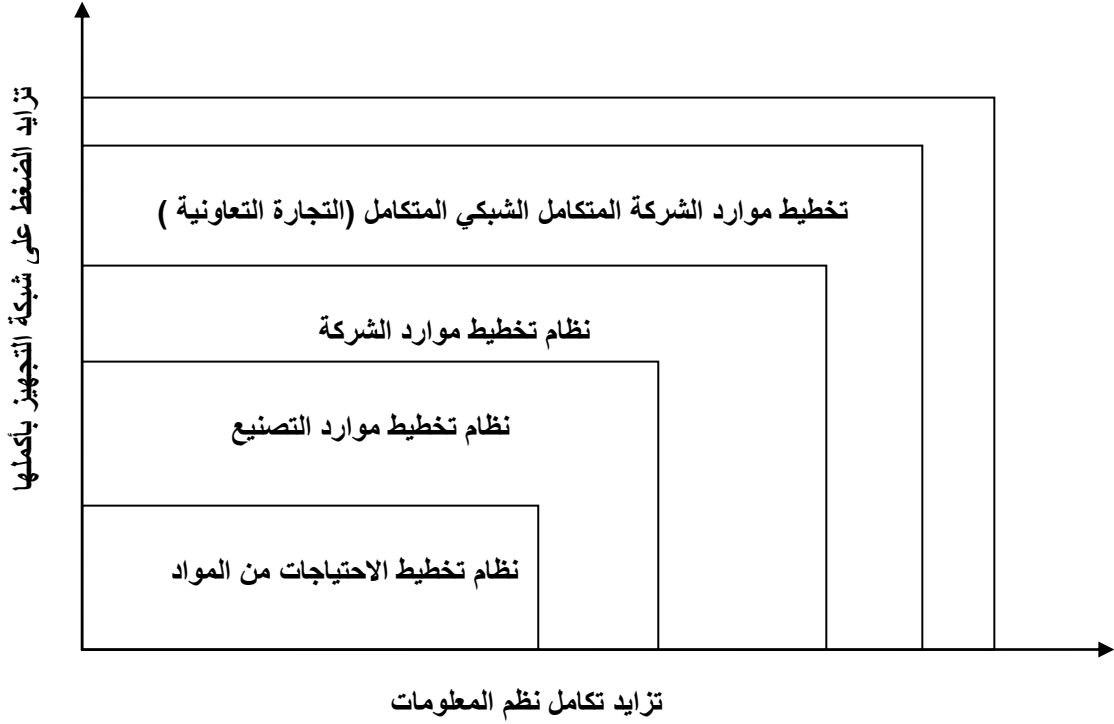 تزايد الضغط على شبكة التجهيز بأكملها
تخطيط موارد الشركة المتكامل الشبكي المتكامل (التجارة التعاونية )
نظام تخطيط موارد الشركة
نظام تخطيط موارد التصنيع
نظام تخطيط الاحتياجات من المواد
تزايد تكامل نظم المعلومات